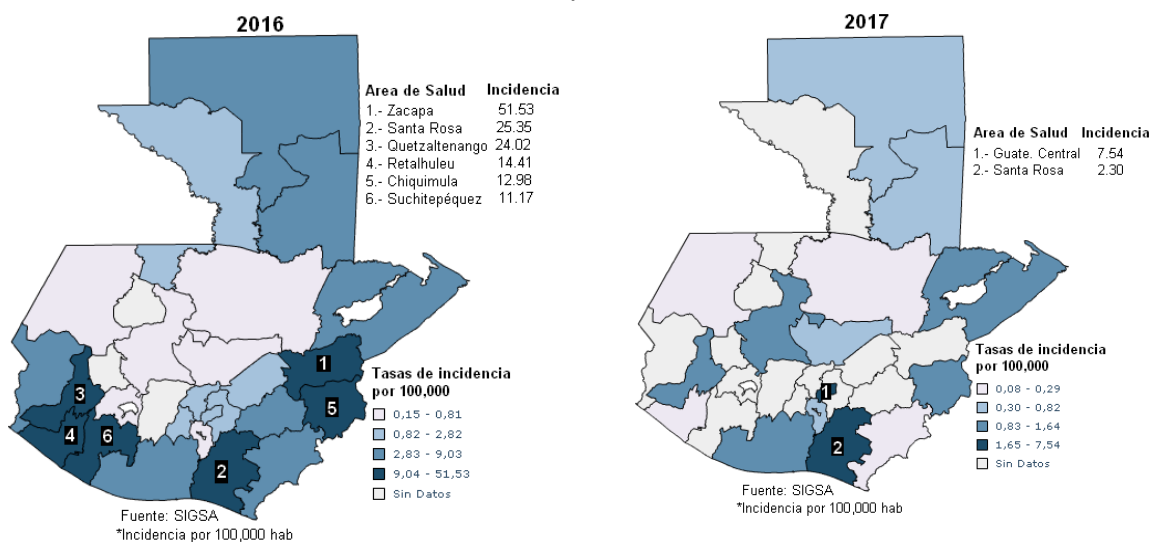 2016
Area de Salud Incidencia
1.- Zacapa 51.53
2.- Santa Rosa 25.35
3.- Quetzaltenango 24.02
4.- Retalhuleu 14.41
5.- Chiquimula 12.98
6.- Suchitepéquez 11.17
1
3
5
4
6
2
Tasas de incidencia
por 100,000
0,15 - 0,81
0,82 - 2,82
2,83 - 9,03
9,04 - 51,53
Sin Datos
Fuente: SIGSA
*Incidencia por 100,000 hab
2017
Area de Salud Incidencia
1.- Guate. Central 7.54
2.- Santa Rosa 2.30
1
2
Tasas de incidencia
por 100,000
0,08 - 0,29
0,30 - 0,82
0,83 - 1,64
1,65 - 7,54
Sin Datos
Fuente: SIGSA
*Incidencia por 100,000 hab